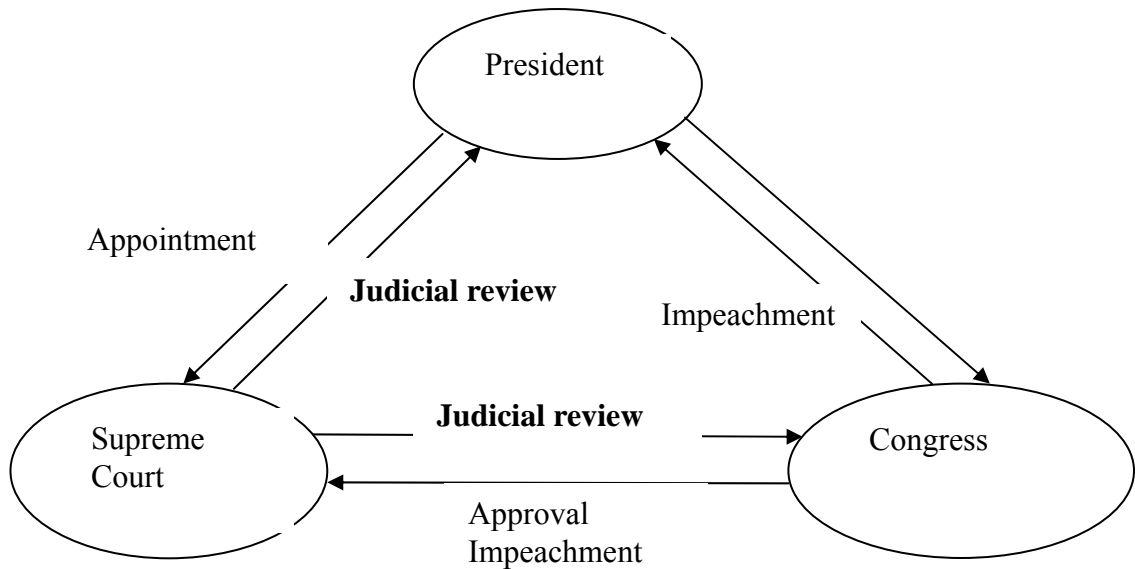 President
Appointment
Judicial review
Impeachment
Judicial review
Supreme
Court
Congress
Approval
Impeachment